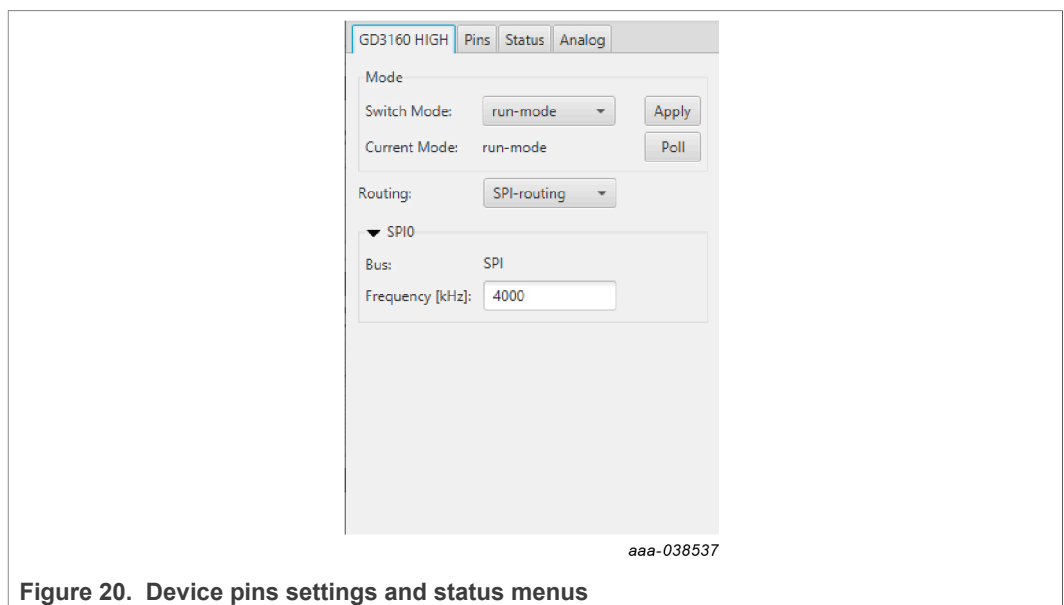 GD3160 HIGH Pins Status Analog
Mode
Switch Mode: run-mode Apply
Current Mode: run-mode Poll
Routing: SPI-routing
SPI0
Bus: SPI
Frequency [kHz]: 4000
aaa-038537
Figure 20. Device pins settings and status menus